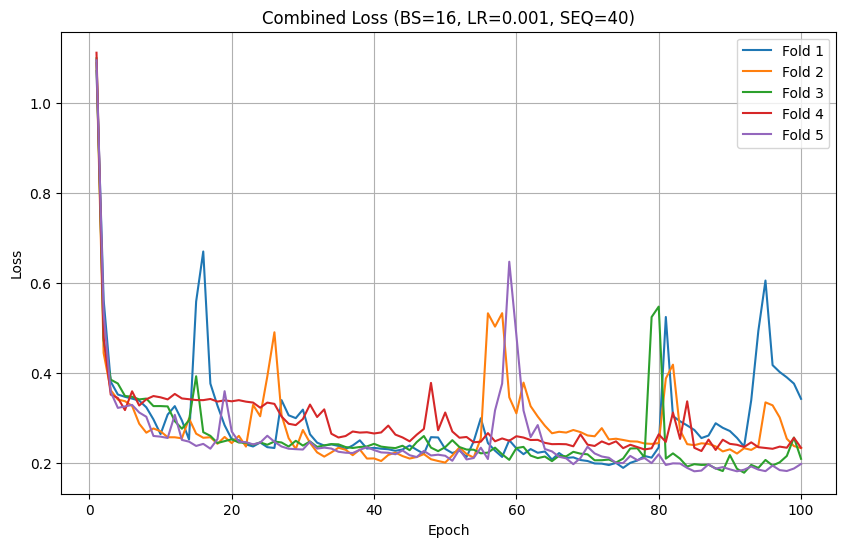 Combined Loss (BS=16, LR=0.001, SEQ=40)
Fold 1
Fold 2
Fold 3
Fold 4
Fold 5
1.0
0.8
0.6
0.4
0.2
Loss
0 20 40 60 80 100
Epoch